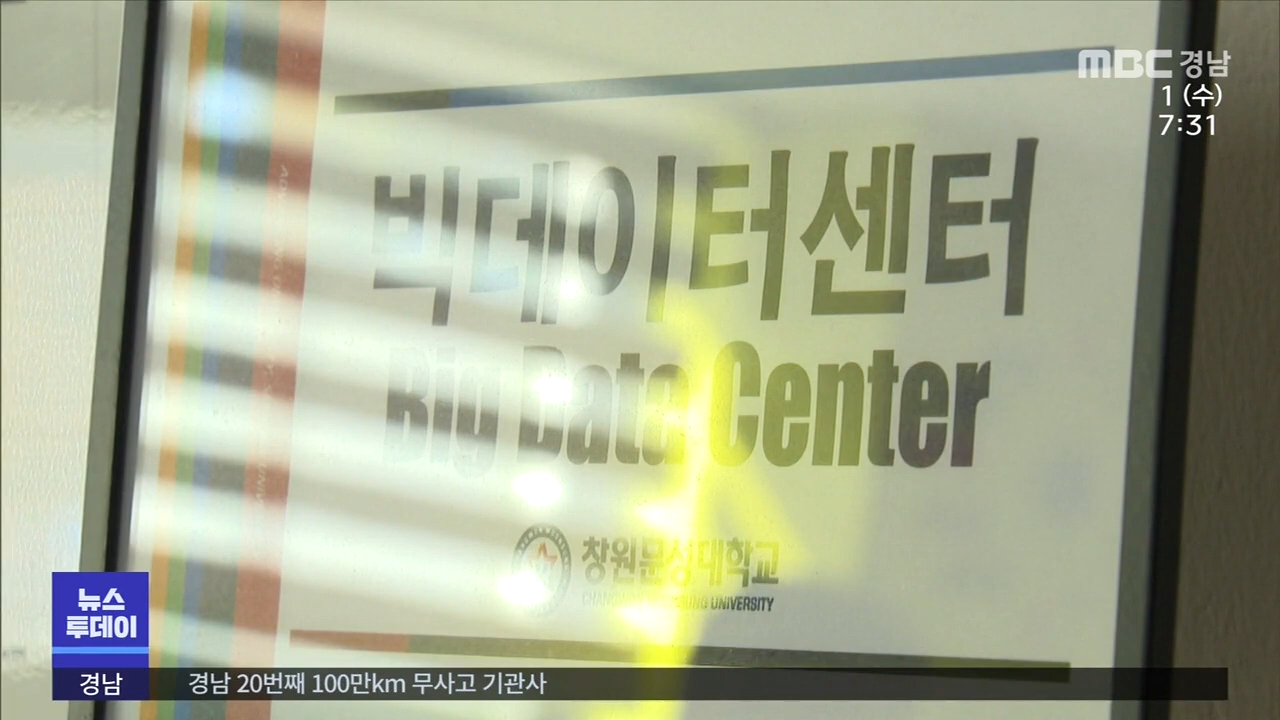 MBC 경남
1 (수)
7:31
빅데이터센터
Big Data Center
창원문성대학교
UNIVERSITY
뉴스
투데이
경남
경남 20번째 100만km 무사고 기관사